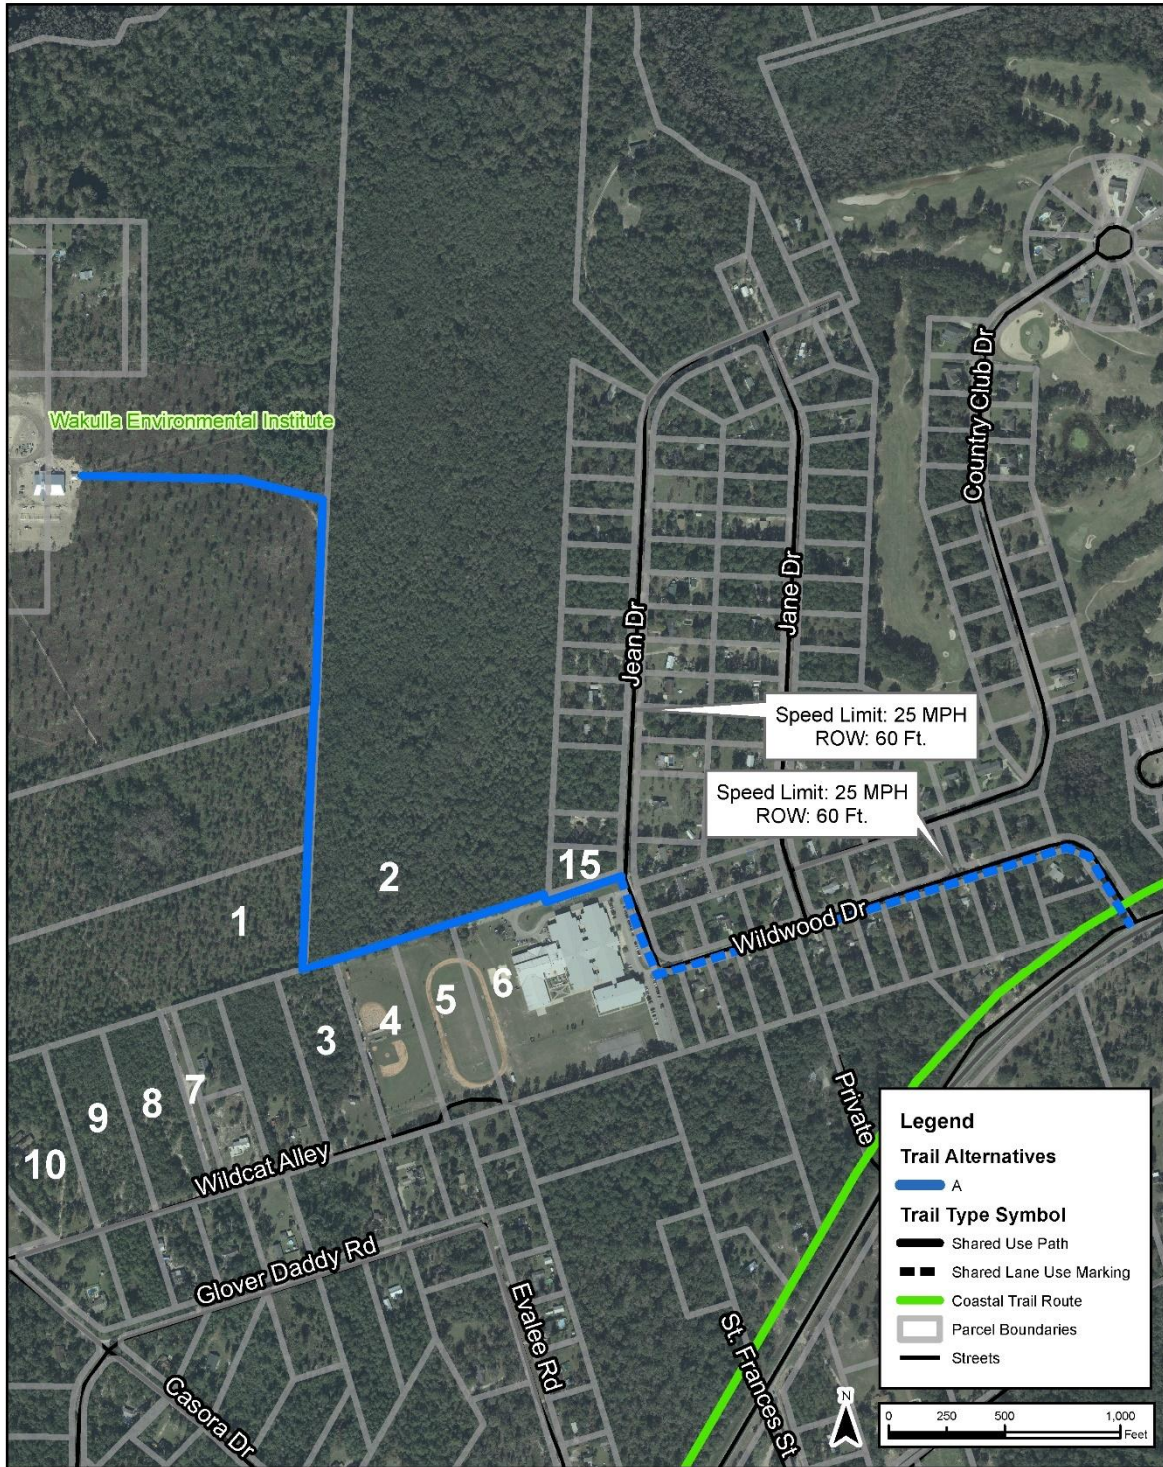 Wakulla Environmental Institute
Country Club Dr
Jane Dr
Jean Dr
Speed Limit: 25 MPH
ROW: 60 Ft.
Speed Limit: 25 MPH
ROW: 60 Ft.
15
2
1
Wildwood Dr
6
5
4
3
7
8
9
10
Wildcat Alley
Private
Glover Daddy Rd
Evalee Rd
St. Frances St
Casora Dr
Legend
Trail Alternatives
A
Trail Type Symbol
Shared Use Path
Shared Lane Use Marking
Coastal Trail Route
Parcel Boundaries
Streets
N
0 250 500 1,000
Feet